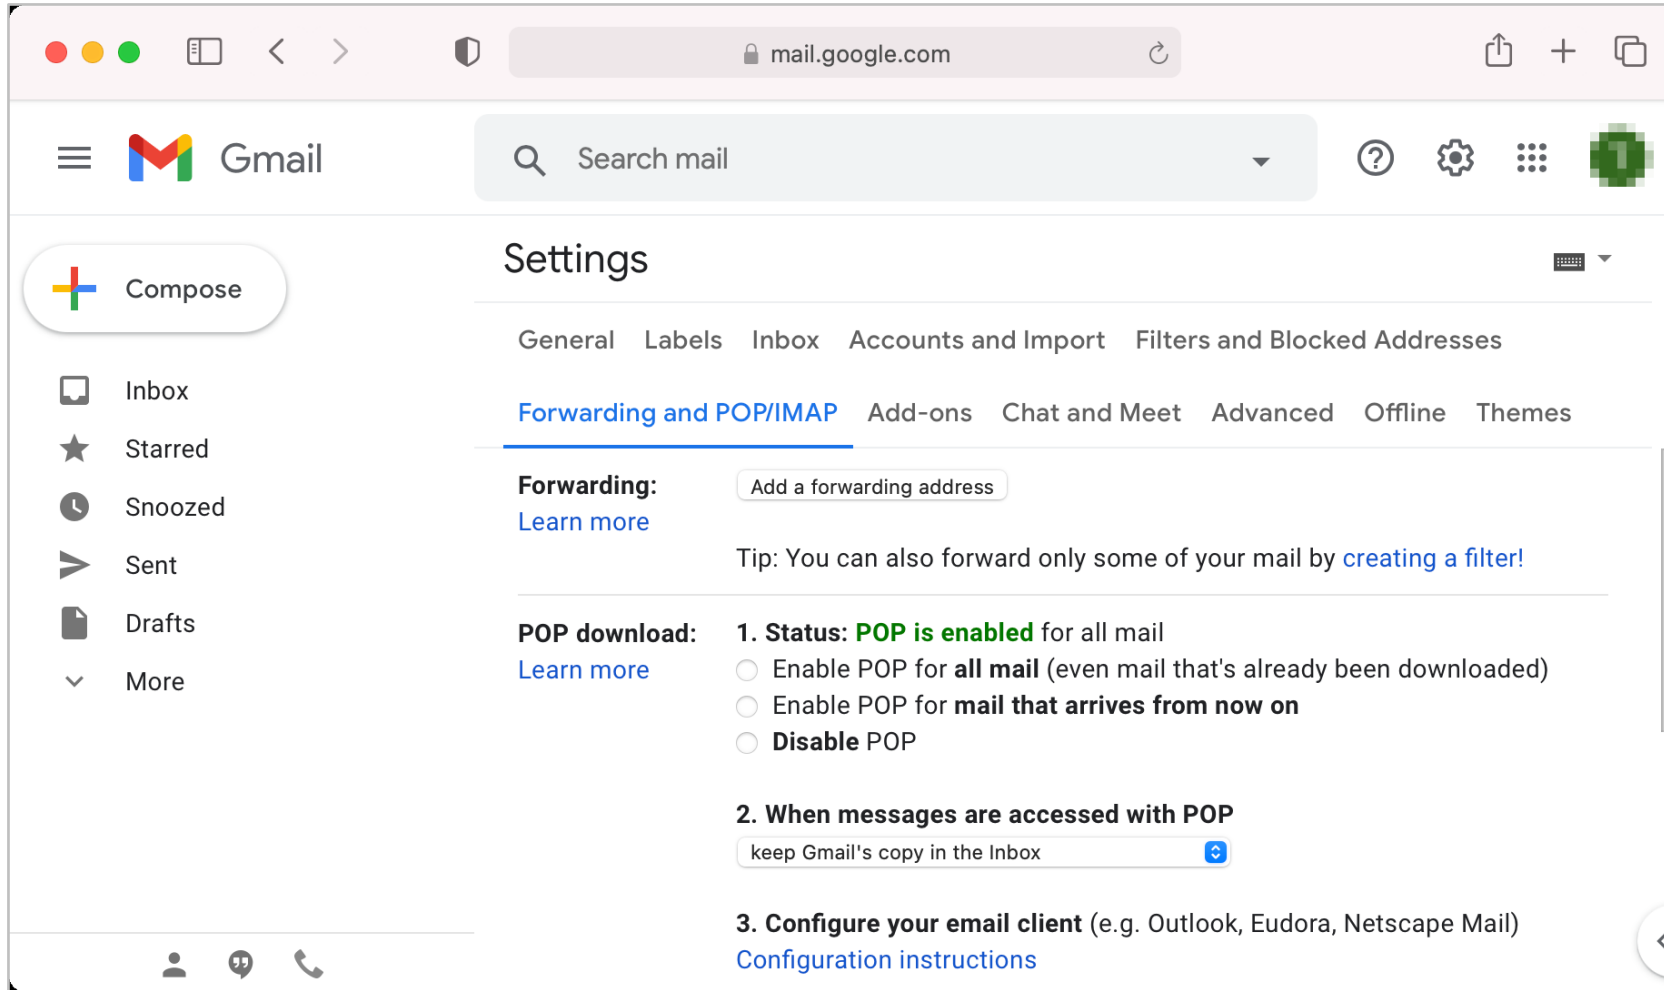 mail.google.com
Gmail
Search mail
Compose
Inbox
Starred
Snoozed
Sent
Drafts
More
Settings
General Labels Inbox Accounts and Import Filters and Blocked Addresses
Forwarding and POP/IMAP Add-ons Chat and Meet Advanced Offline Themes
Forwarding: Add a forwarding address
Learn more
Tip: You can also forward only some of your mail by creating a filter!
POP download: 1. Status: POP is enabled for all mail
Learn more Enable POP for all mail (even mail that's already been downloaded)
Enable POP for mail that arrives from now on
Disable POP
2. When messages are accessed with POP
keep Gmail's copy in the Inbox
3. Configure your email client (e.g. Outlook, Eudora, Netscape Mail)
Configuration instructions